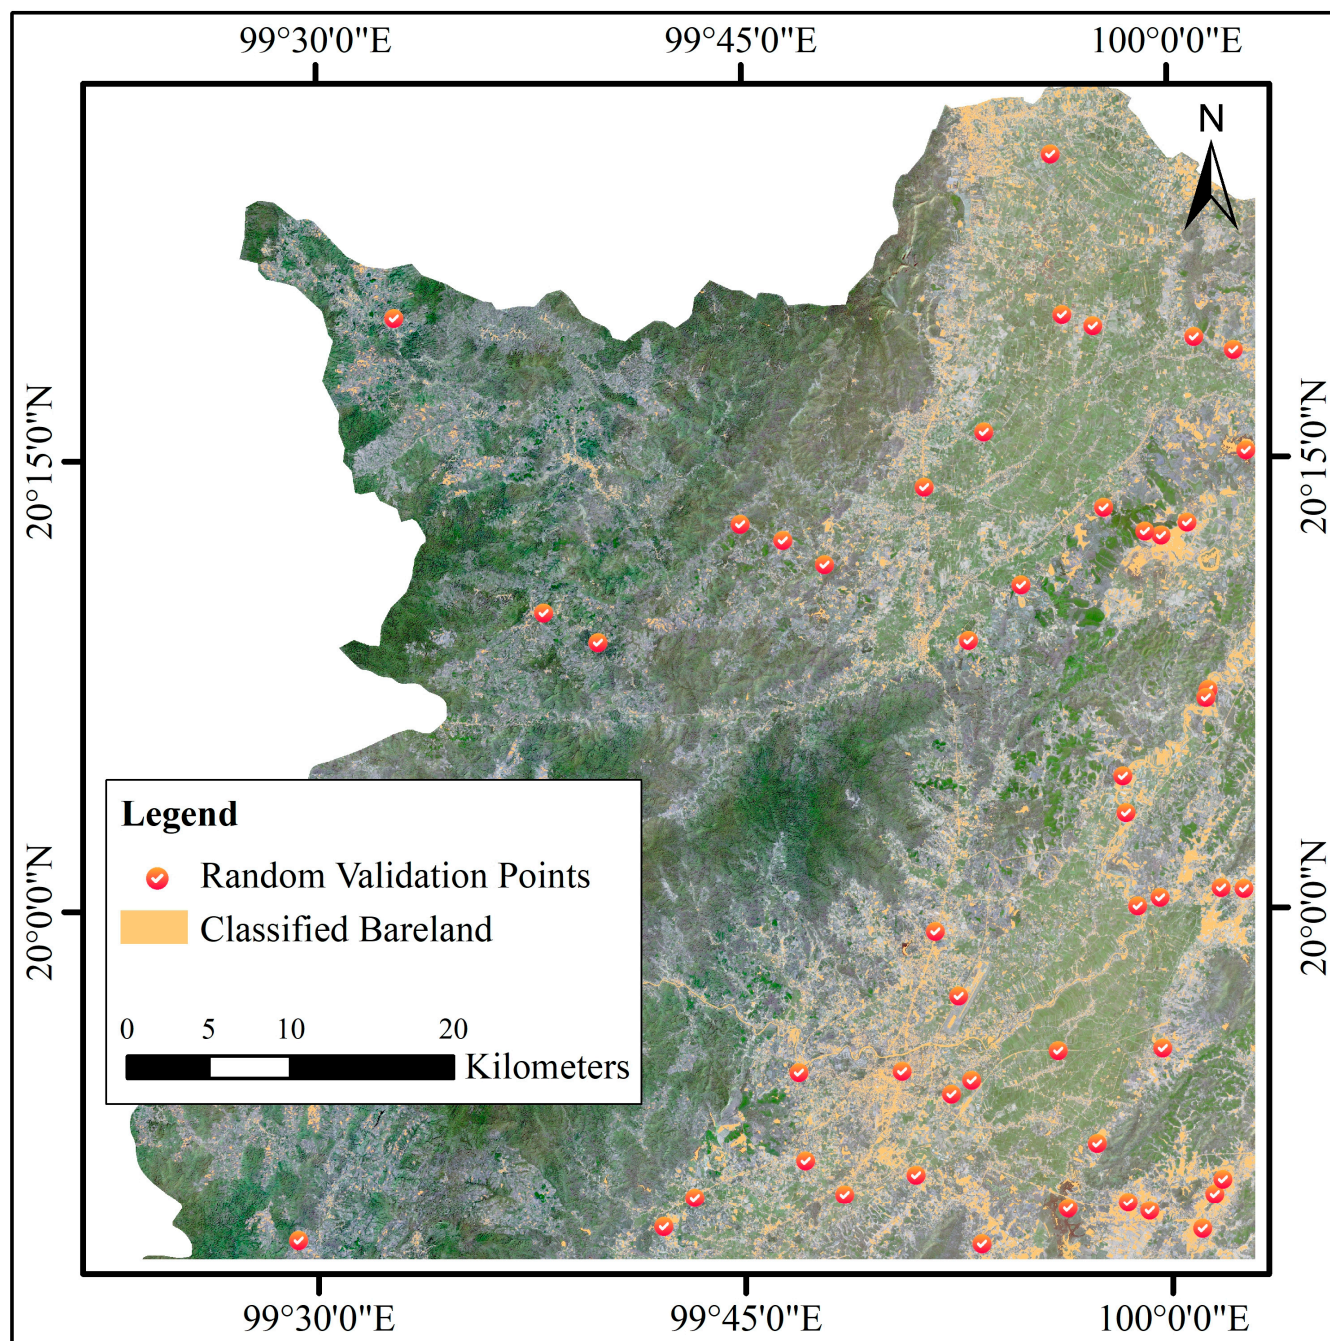 99°30'0"E 99°45'0"E 100°0'0"E
N
20°15'0"N 20°15'0"N
Legend
Random Validation Points
Classified Bareland
20°0'0"N 20°0'0"N
0 5 10 20
Kilometers
99°30'0"E 99°45'0"E 100°0'0"E